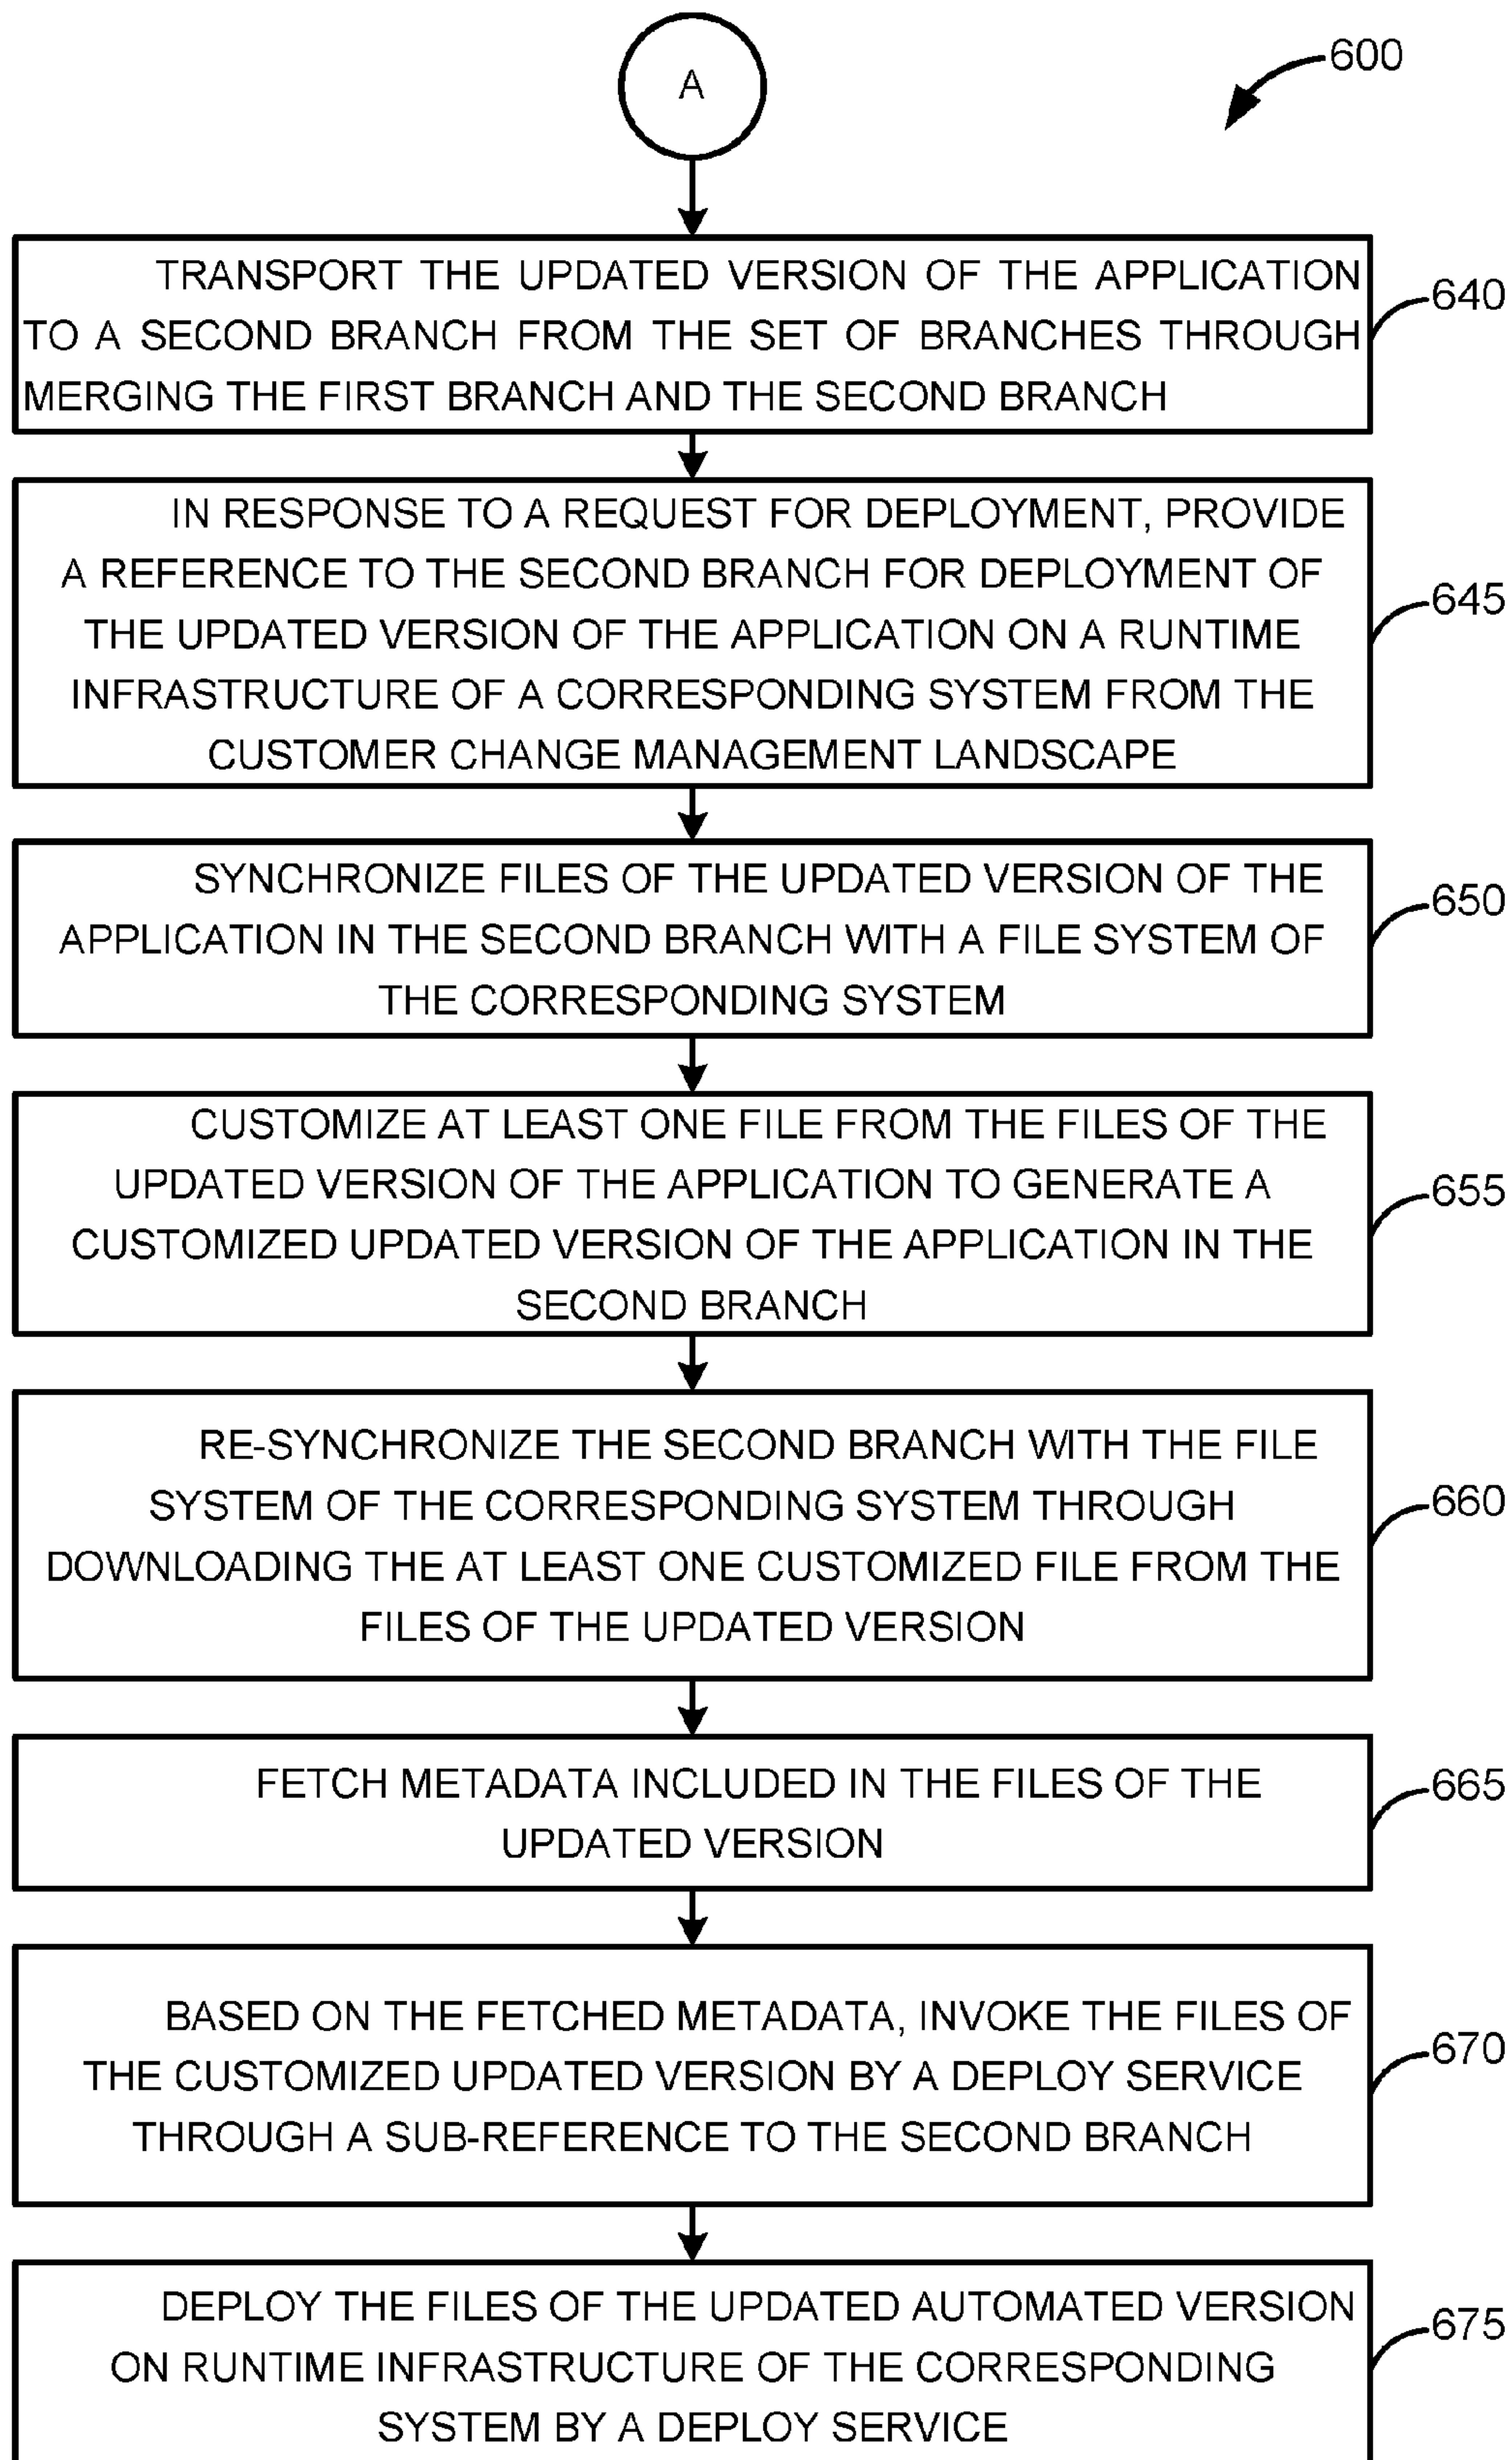 A
600
TRANSPORT THE UPDATED VERSION OF THE APPLICATION
TO A SECOND BRANCH FROM THE SET OF BRANCHES THROUGH
MERGING THE FIRST BRANCH AND THE SECOND BRANCH
640
IN RESPONSE TO A REQUEST FOR DEPLOYMENT, PROVIDE
A REFERENCE TO THE SECOND BRANCH FOR DEPLOYMENT OF
THE UPDATED VERSION OF THE APPLICATION ON A RUNTIME
INFRASTRUCTURE OF A CORRESPONDING SYSTEM FROM THE
CUSTOMER CHANGE MANAGEMENT LANDSCAPE
645
SYNCHRONIZE FILES OF THE UPDATED VERSION OF THE
APPLICATION IN THE SECOND BRANCH WITH A FILE SYSTEM OF
THE CORRESPONDING SYSTEM
650
CUSTOMIZE AT LEAST ONE FILE FROM THE FILES OF THE
UPDATED VERSION OF THE APPLICATION TO GENERATE A
CUSTOMIZED UPDATED VERSION OF THE APPLICATION IN THE
SECOND BRANCH
655
RE-SYNCHRONIZE THE SECOND BRANCH WITH THE FILE
SYSTEM OF THE CORRESPONDING SYSTEM THROUGH
DOWNLOADING THE AT LEAST ONE CUSTOMIZED FILE FROM THE
FILES OF THE UPDATED VERSION
660
FETCH METADATA INCLUDED IN THE FILES OF THE
UPDATED VERSION
665
BASED ON THE FETCHED METADATA, INVOKE THE FILES OF
THE CUSTOMIZED UPDATED VERSION BY A DEPLOY SERVICE
THROUGH A SUB-REFERENCE TO THE SECOND BRANCH
670
DEPLOY THE FILES OF THE UPDATED AUTOMATED VERSION
ON RUNTIME INFRASTRUCTURE OF THE CORRESPONDING
SYSTEM BY A DEPLOY SERVICE
675